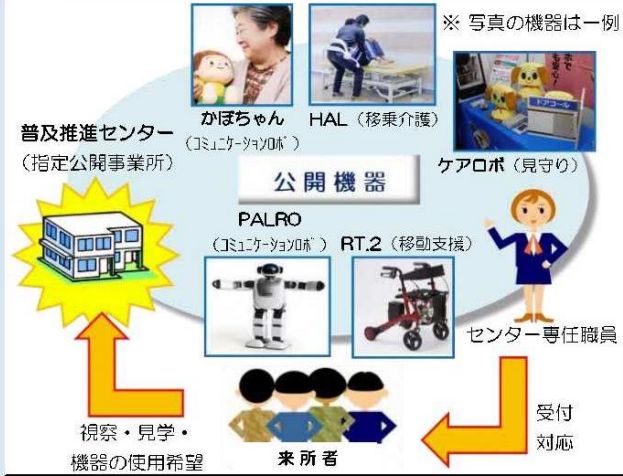 ※ 写真の機器は一例
かぼちゃん
(ｺﾐｭﾆｹｰｼｮﾝﾛﾎﾞ)
HAL（移乗介護）
ドアコール
ケアロボ（見守り）
普及推進センター
（指定公開事業所）
公開機器
PALRO
(ｺﾐｭﾆｹｰｼｮﾝﾛﾎﾞ)
RT.2（移動支援）
センター専任職員
受付
対応
視察・見学・
機器の使用希望
来所者